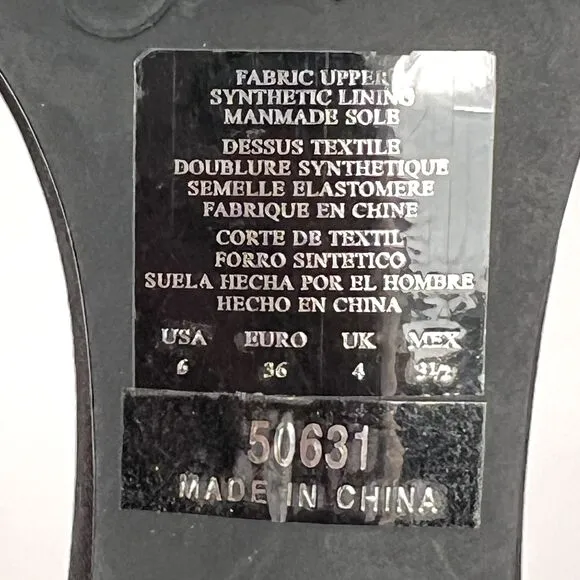 FABRIC UPPER
SYNTHETIC LINING
MANMADE SOLE
DESSUS TEXTILE
DOUBLURE SYNTHETIQUE
SEMELLE ELASTOMERE
FABRIQUE EN CHINE
CORTE DE TEXTIL
FORRO SINTETICO
SUELA HECHA POR EL HOMBRE
HECHO EN CHINA
USA EURO UK MEX
6 36 4 3½
50631
MADE IN CHINA